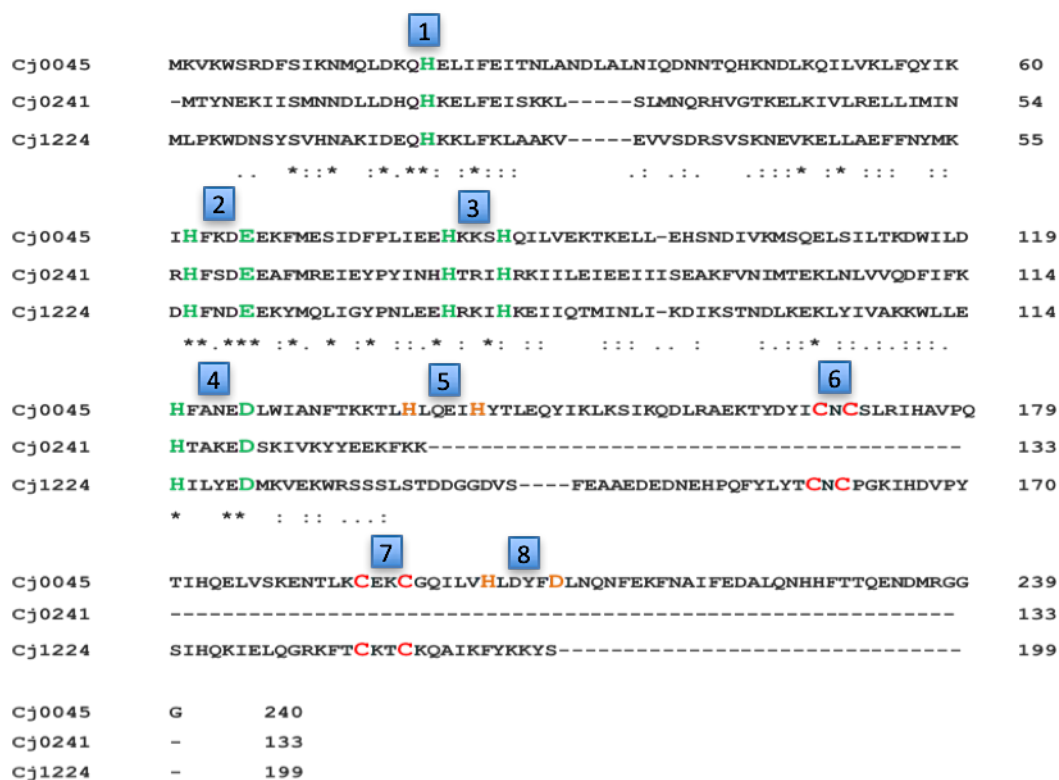 1
Cj0045 MKVKWSRDFSIKNMQLDKQHELIFEITNLANDLALNIQDNNTQHKNDLKQILVKLFQYIK 60
Cj0241 -MTYNEKIISMNNDLLDHQHKELFEISKKL-----SLMNQRHVGTKELKIVLRELLIMIN 54
Cj1224 MLPKWDNSYSVHNAKIDEQHKKLFKLAAKV-----EVVSDRSVSKNEVKELLAEFFNYMK 55
.. *::* :*.**: :*::: .: .:. .:::* :* ::: ::
2 3
Cj0045 IHFKDEEKFMESIDFPLIEEHKKSHQILVEKTKELL-EHSNDIVKMSQELSILTKDWILD 119
Cj0241 RHFSDEEAFMREIEYPYINHHTRIHRKIILEIEEIIISEAKFVNIMTEKLNLVVQDFIFK 114
Cj1224 DHFNDEEKYMQLIGYPNLEEHRKIHKEIIQTMINLI-KDIKSTNDLKEKLYIVAKKWLLE 114
**.*** :*. * :* ::.* : *: :: :::.. . :.::* ::.:.:::.
4 5 6
Cj0045 HFANEDLWIANFTKKTLHLQEIHYTLEQYIKLKSIKQDLRAEKTYDYICNCSLRIHAVPQ 179
Cj0241 HTAKEDSKIVKYYEEKFKK----------------------------------------- 133
Cj1224 HILYEDMKVEKWRSSSLSTDDGGDVS----FEAAEDEDNEHPQFYLYTCNCPGKIHDVPY 170
* ** : :: ...:
7 8
Cj0045 TIHQELVSKENTLKCEKCGQILVHLDYFDLNQNFEKFNAIFEDALQNHHFTTQENDMRGG 239
Cj0241 ------------------------------------------------------------ 133
Cj1224 SIHQKIELQGRKFTCKTCKQAIKFYKKYS------------------------------- 199
Cj0045 G 240
Cj0241 - 133
Cj1224 - 199